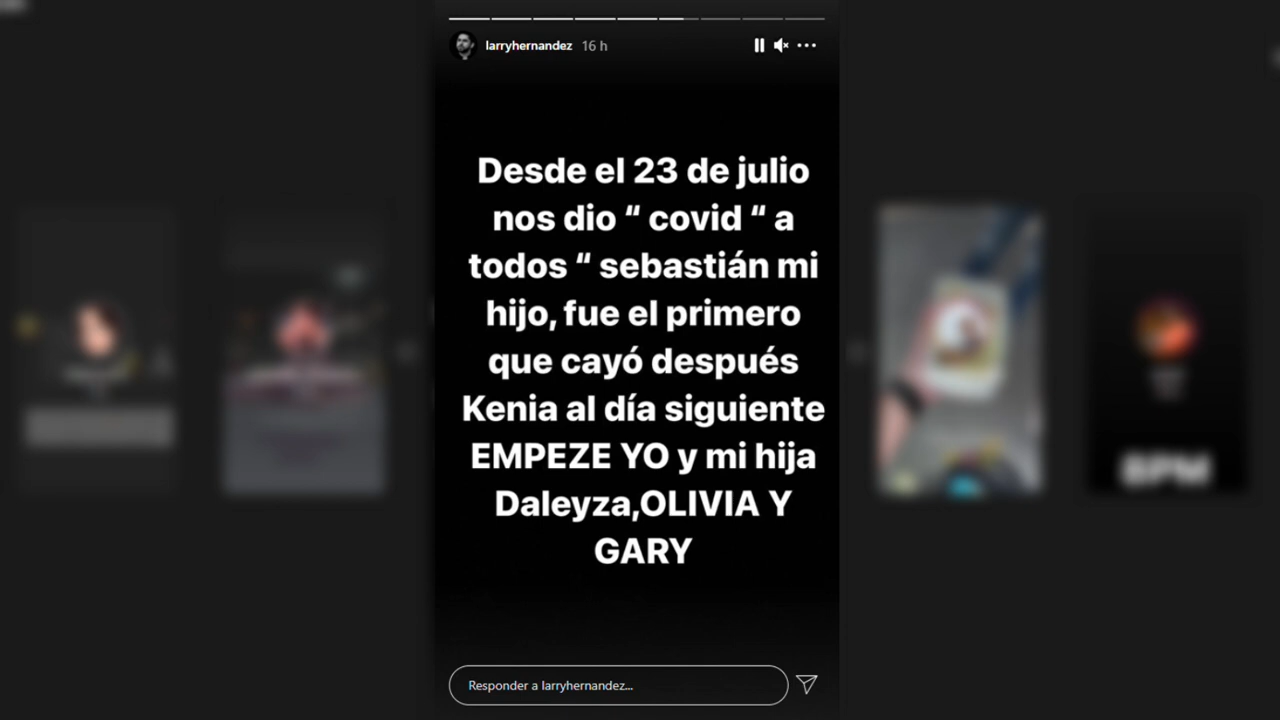 larryhernandez 16 h
Desde el 23 de julio
nos dio “ covid “ a
todos “ sebastián mi
hijo, fue el primero
que cayó después
Kenia al día siguiente
EMPEZE YO y mi hija
Daleyza,OLIVIA Y
GARY
Responder a larryhernandez...
BPM